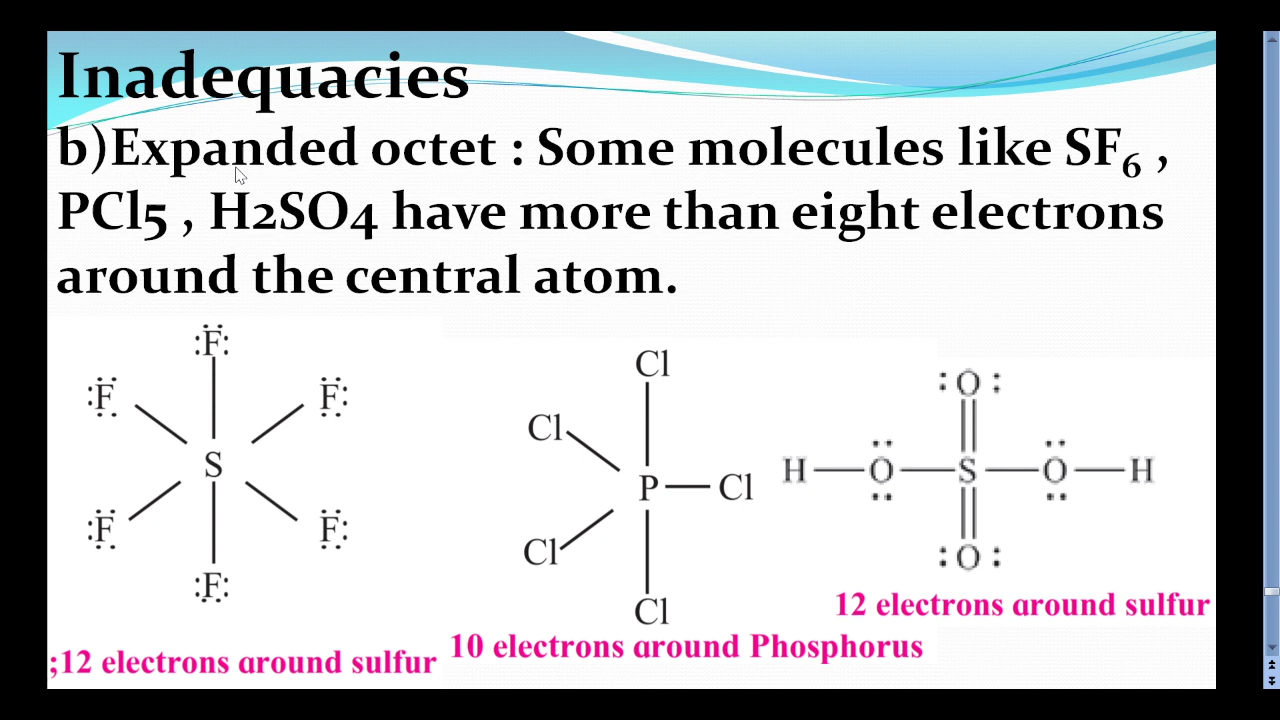 Inadequacies
b)Expanded octet : Some molecules like SF₆ ,
PCl5 , H2SO4 have more than eight electrons
around the central atom.
:F:
:F F:
S
:F F:
:F:
Cl
Cl
P — Cl
Cl
Cl
:O:
H—O—S—O—H
:O:
12 electrons around sulfur
10 electrons around Phosphorus
;12 electrons around sulfur